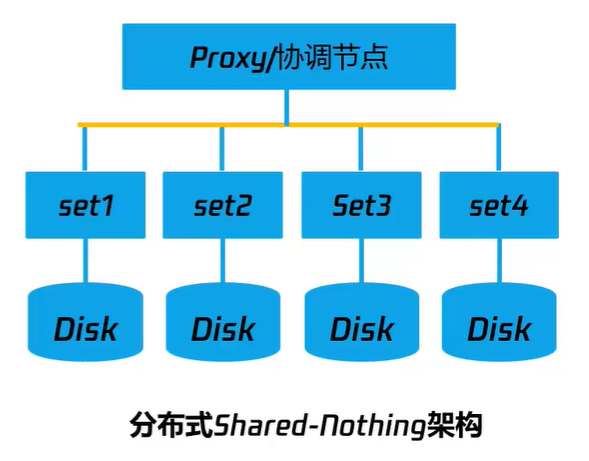 Proxy/协调节点
set1 set2 Set3 set4
Disk Disk Disk Disk
分布式Shared-Nothing架构